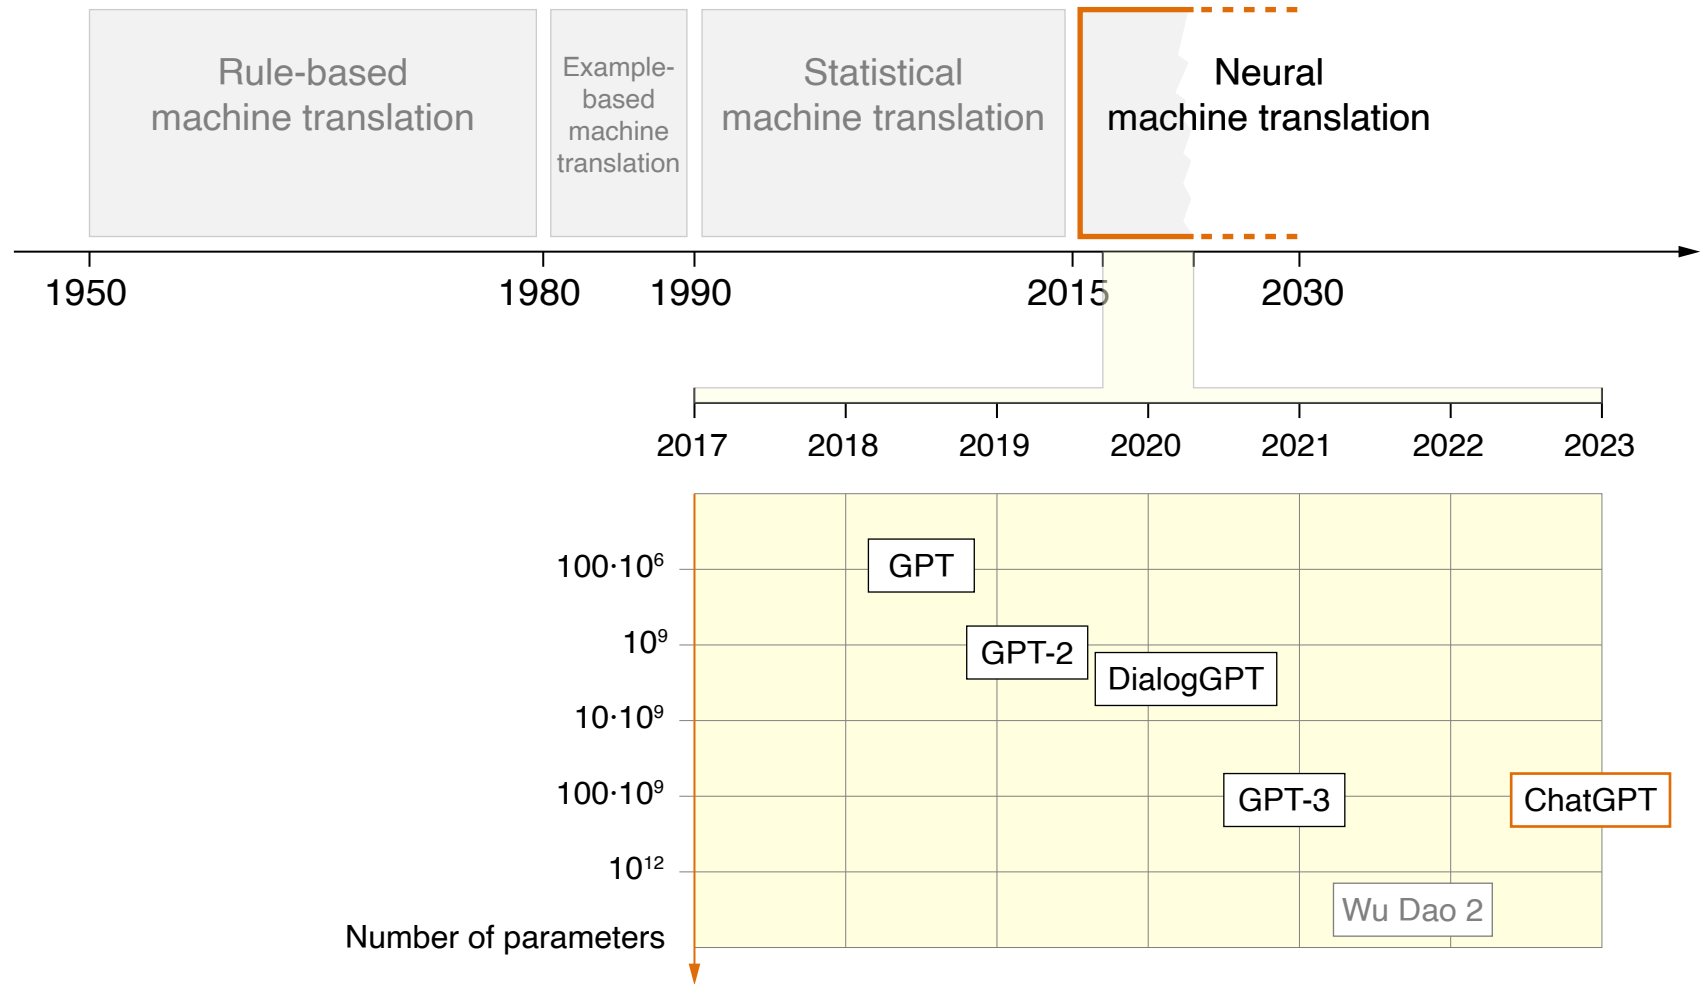 Rule-based
machine translation
Example-
based
machine
translation
Statistical
machine translation
Neural
machine translation
1950
1980
1990
2015
2030
2017
2018
2019
2020
2021
2022
2023
100·10⁶
GPT
10⁹
GPT-2
DialogGPT
10·10⁹
100·10⁹
GPT-3
ChatGPT
10¹²
Wu Dao 2
Number of parameters